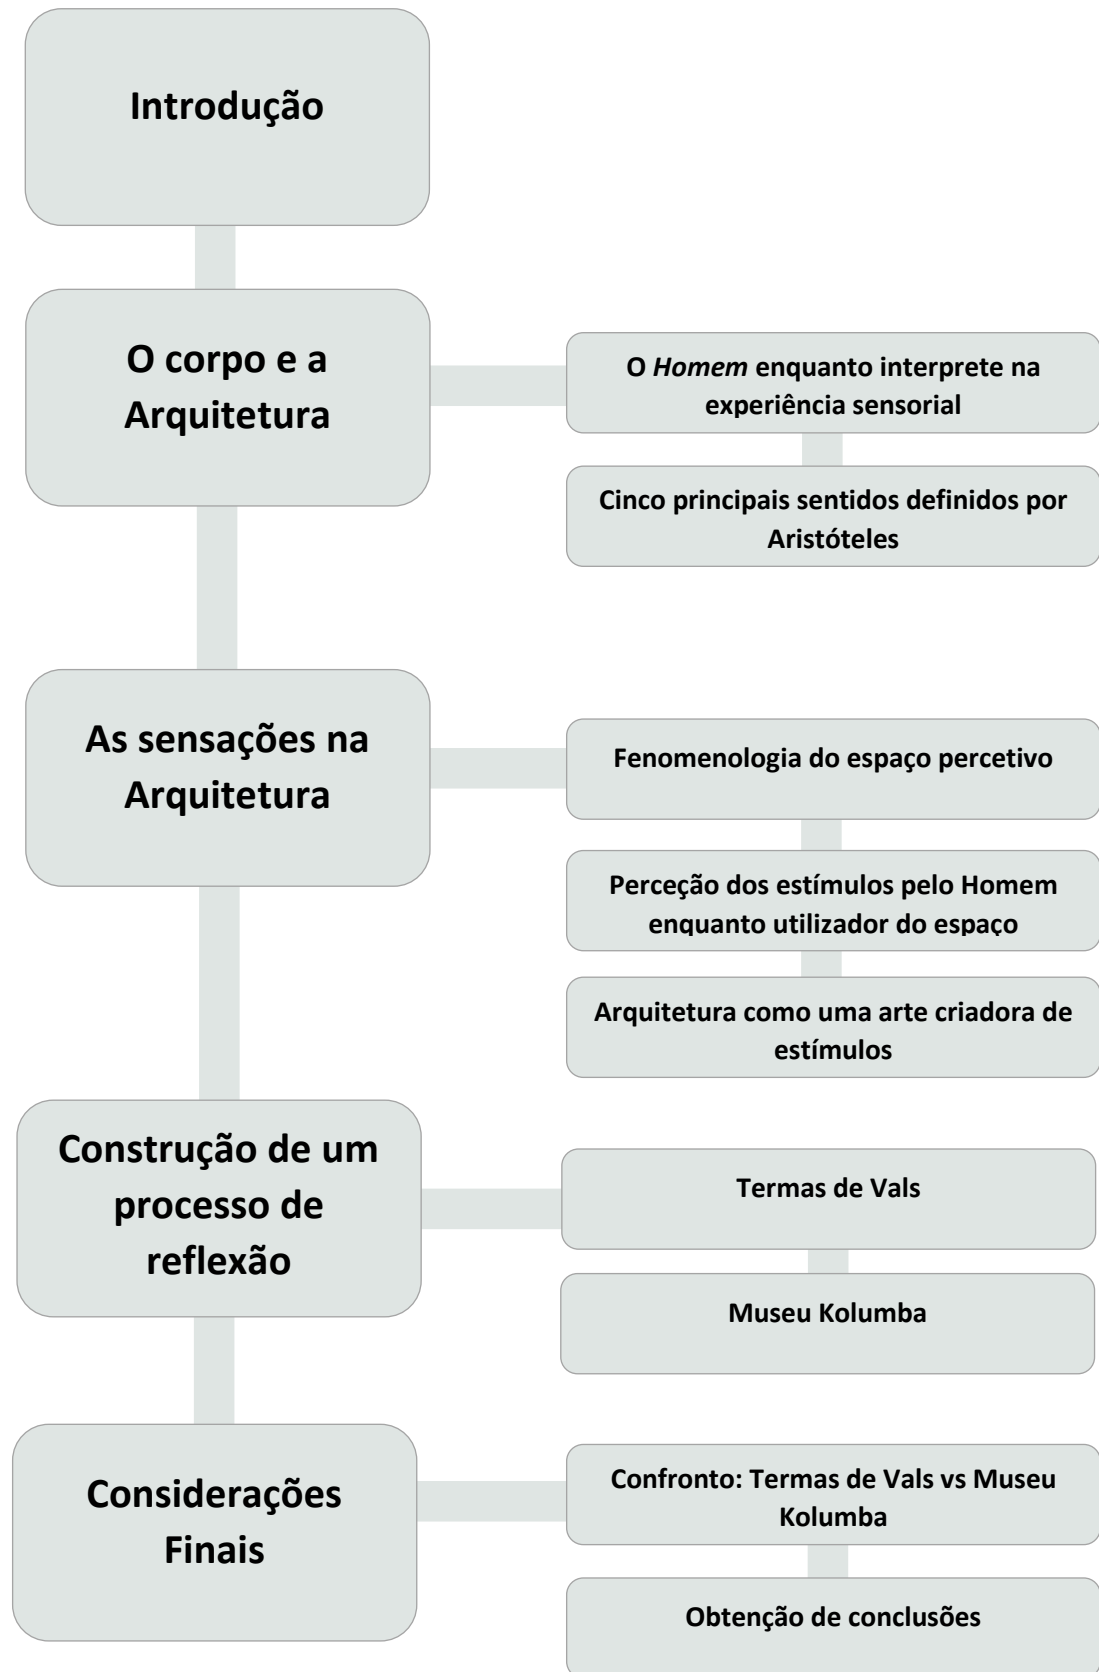 Introdução
O corpo e a
Arquitetura
O Homem enquanto interprete na
experiência sensorial
Cinco principais sentidos definidos por
Aristóteles
As sensações na
Arquitetura
Fenomenologia do espaço percetivo
Perceção dos estímulos pelo Homem
enquanto utilizador do espaço
Arquitetura como uma arte criadora de
estímulos
Construção de um
processo de
reflexão
Termas de Vals
Museu Kolumba
Considerações
Finais
Confronto: Termas de Vals vs Museu
Kolumba
Obtenção de conclusões